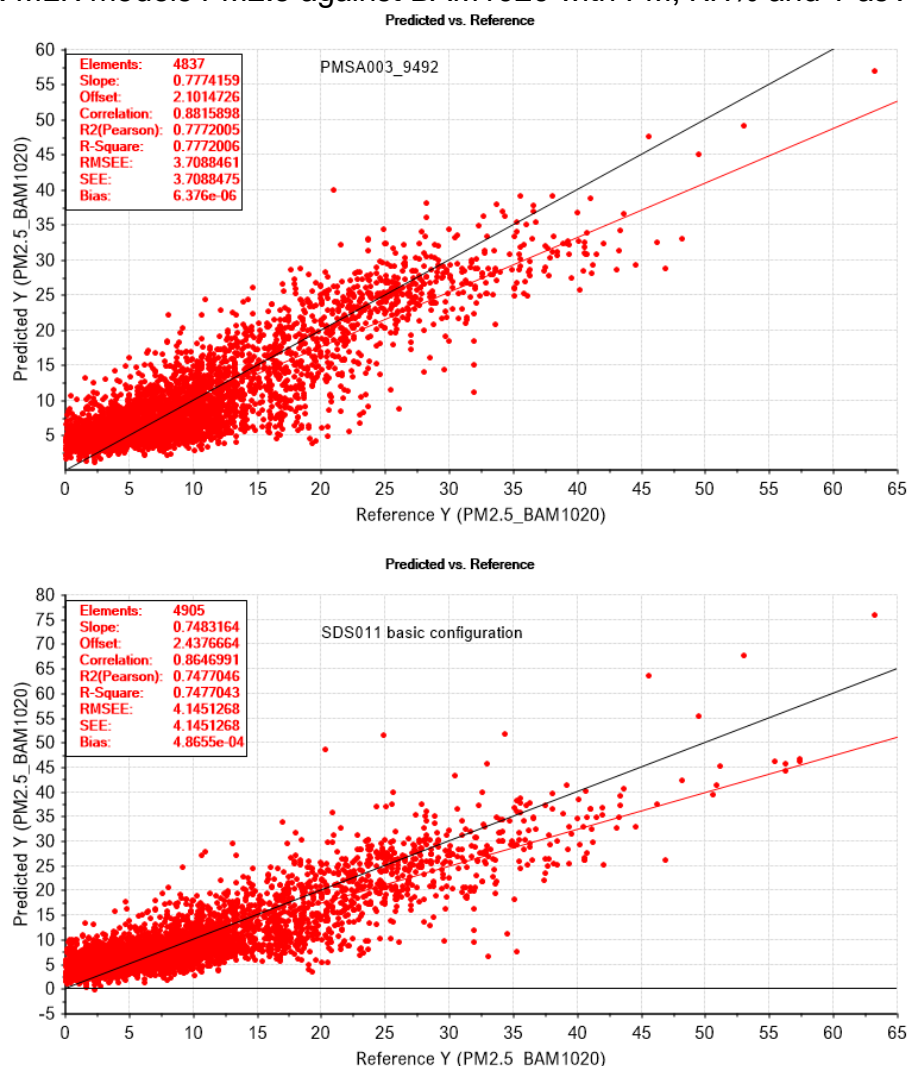 Predicted vs. Reference
PMSA003_9492
Elements: 4837
Slope: 0.7774159
Offset: 2.1014726
Correlation: 0.8815898
R2(Pearson): 0.7772005
R-Square: 0.7772006
RMSEE: 3.7088461
SEE: 3.7088475
Bias: 6.376e-06
Predicted Y (PM2.5_BAM1020)
60
55
50
45
40
35
30
25
20
15
10
5
0 5 10 15 20 25 30 35 40 45 50 55 60 65
Reference Y (PM2.5_BAM1020)
Predicted vs. Reference
SDS011 basic configuration
Elements: 4905
Slope: 0.7483164
Offset: 2.4376664
Correlation: 0.8646991
R2(Pearson): 0.7477046
R-Square: 0.7477043
RMSEE: 4.1451268
SEE: 4.1451268
Bias: 4.8655e-04
Predicted Y (PM2.5_BAM1020)
80
75
70
65
60
55
50
45
40
35
30
25
20
15
10
5
0
-5
0 5 10 15 20 25 30 35 40 45 50 55 60 65
Reference Y (PM2.5_BAM1020)